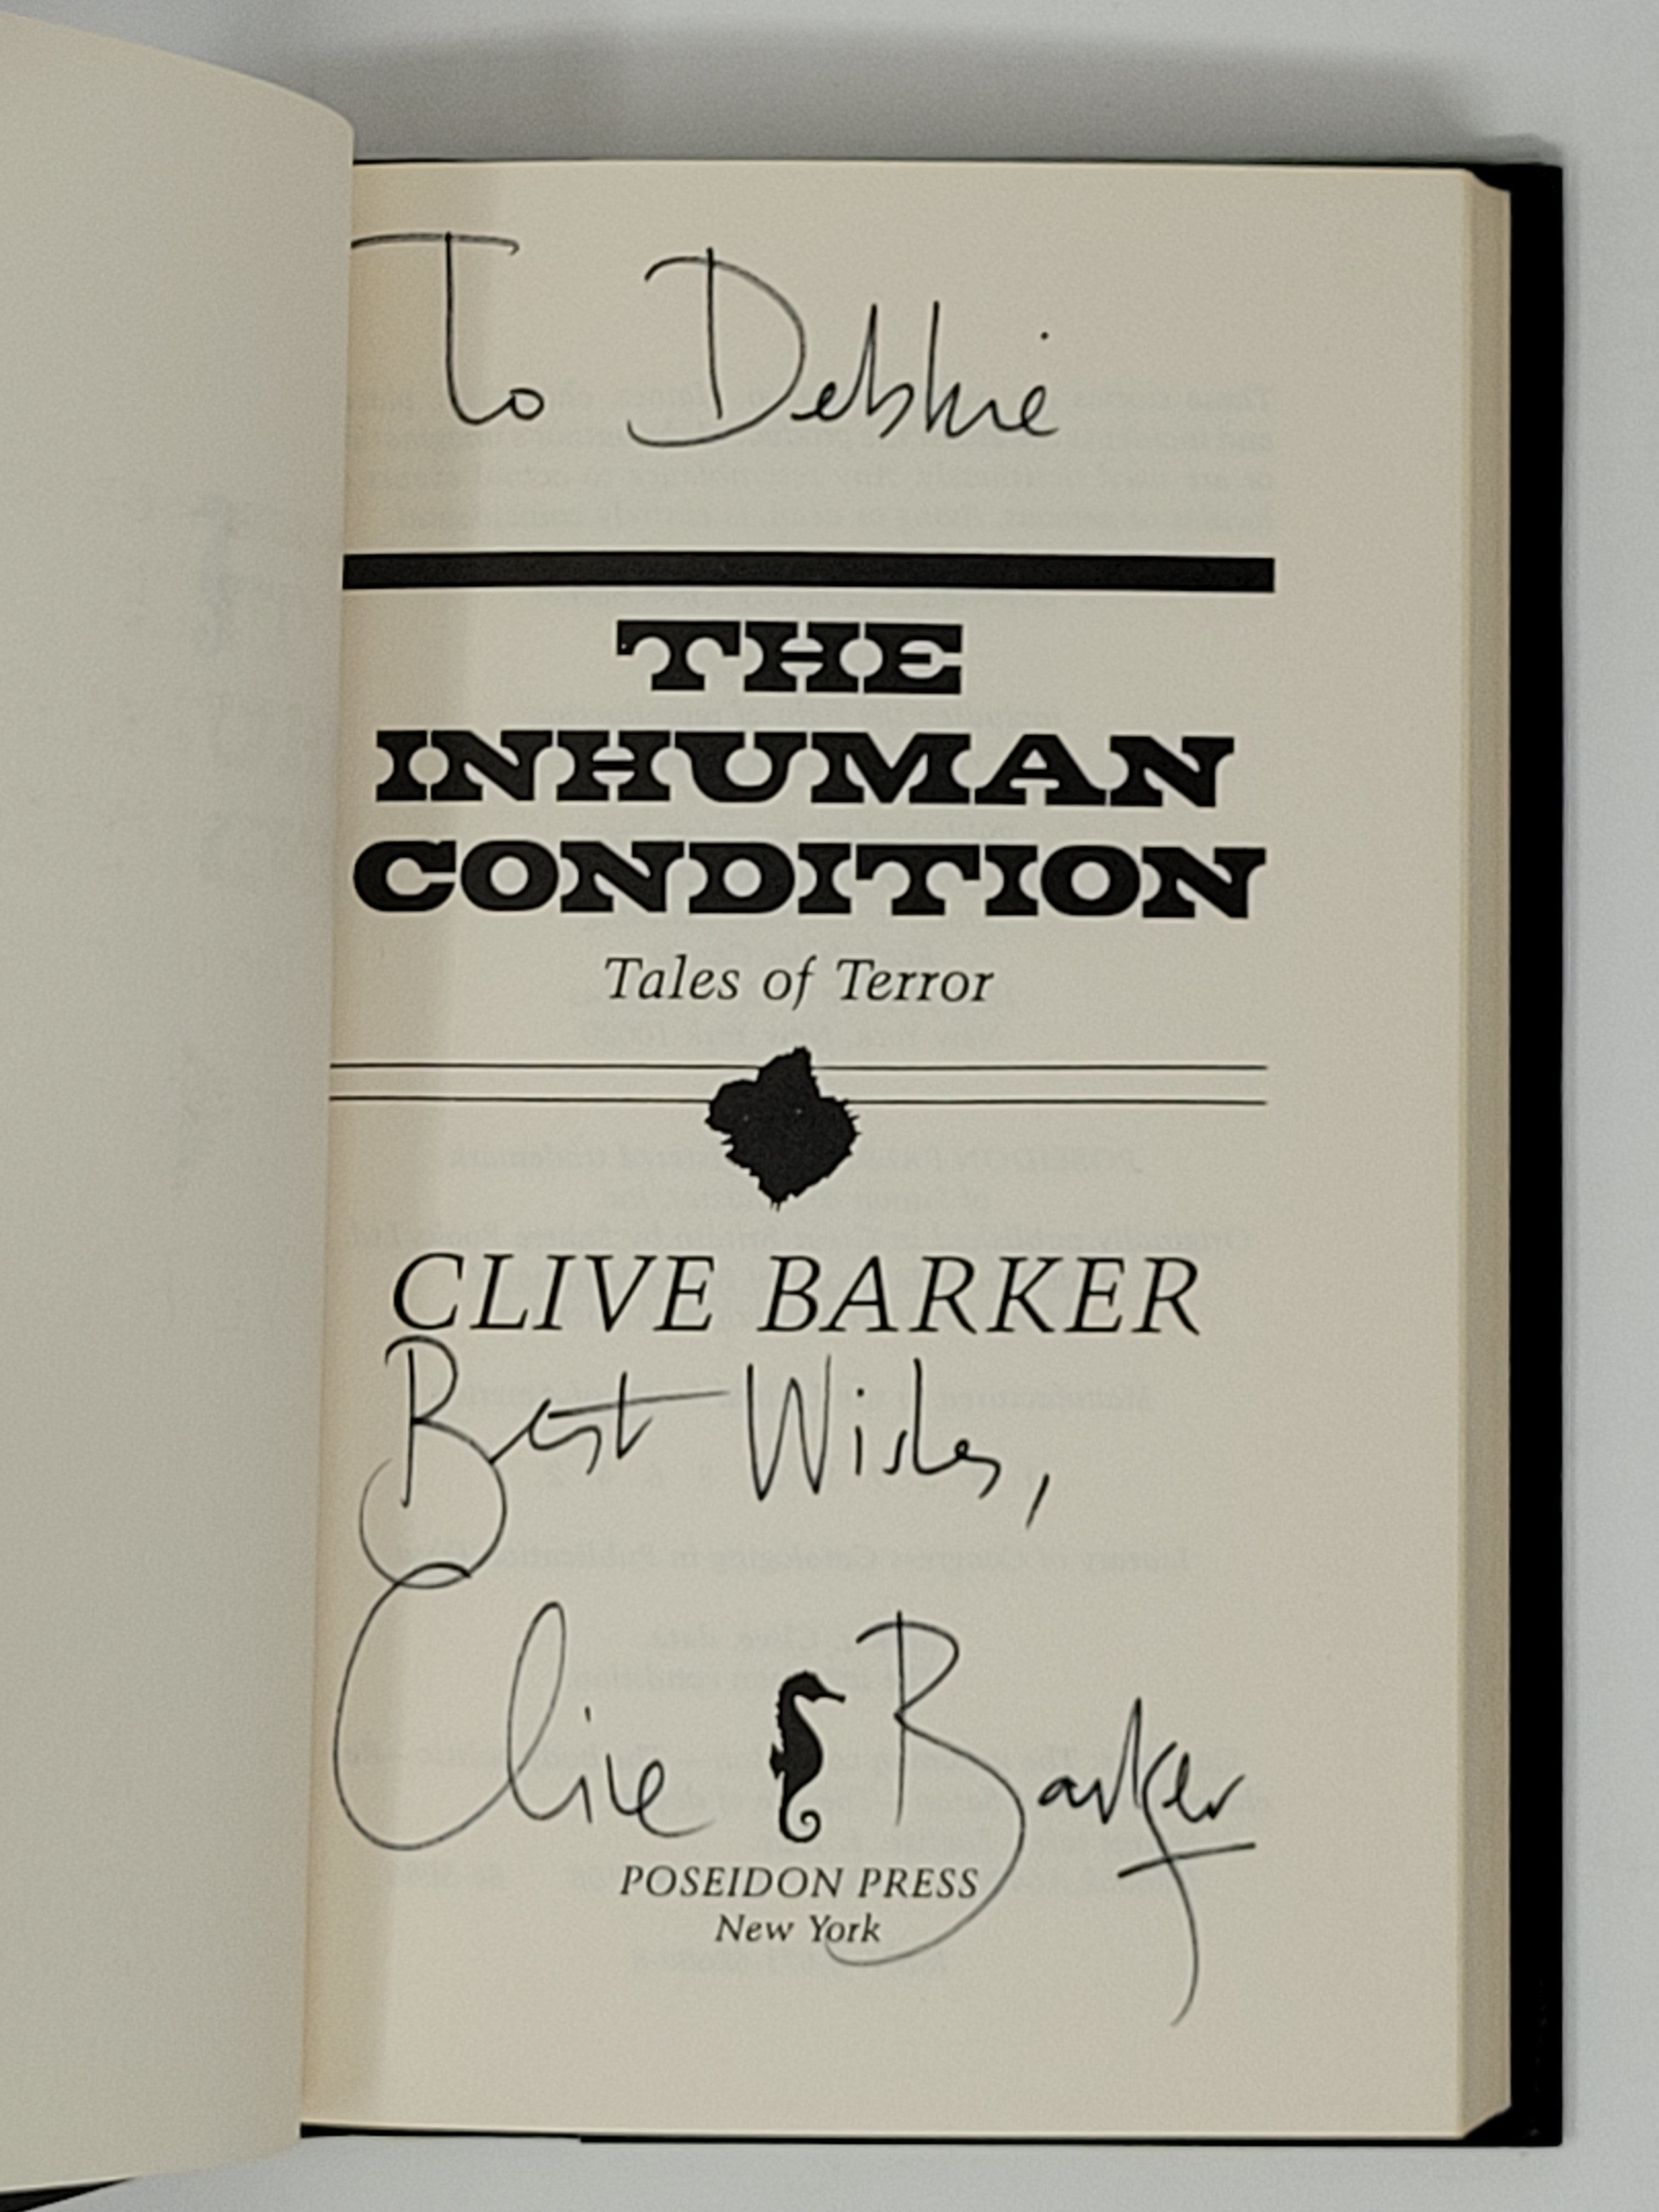 To Debbie
THE
INHUMAN
CONDITION
Tales of Terror
CLIVE BARKER
Best Wishes,
Clive Barker
POSEIDON PRESS
New York